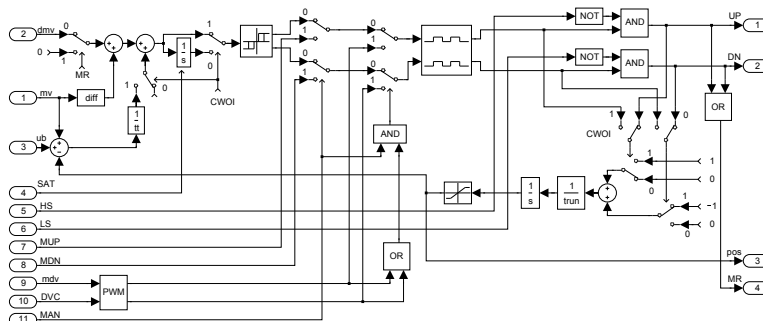 2 dmv 0
0 1
MR
1 mv diff
3 ub
1
tt
1 0
1
s
1
0
CWOI
0
1
0
1
0
1
0
1
AND
4 SAT
5 HS
6 LS
7 MUP
8 MDN
9 mdv
10 DVC
11 MAN
PWM
OR
NOT AND UP 1
NOT AND DN 2
OR
CWOI
1 0 1 0
1 1
0 0
1 −1
0 0
1
s
1
trun
pos 3
MR 4